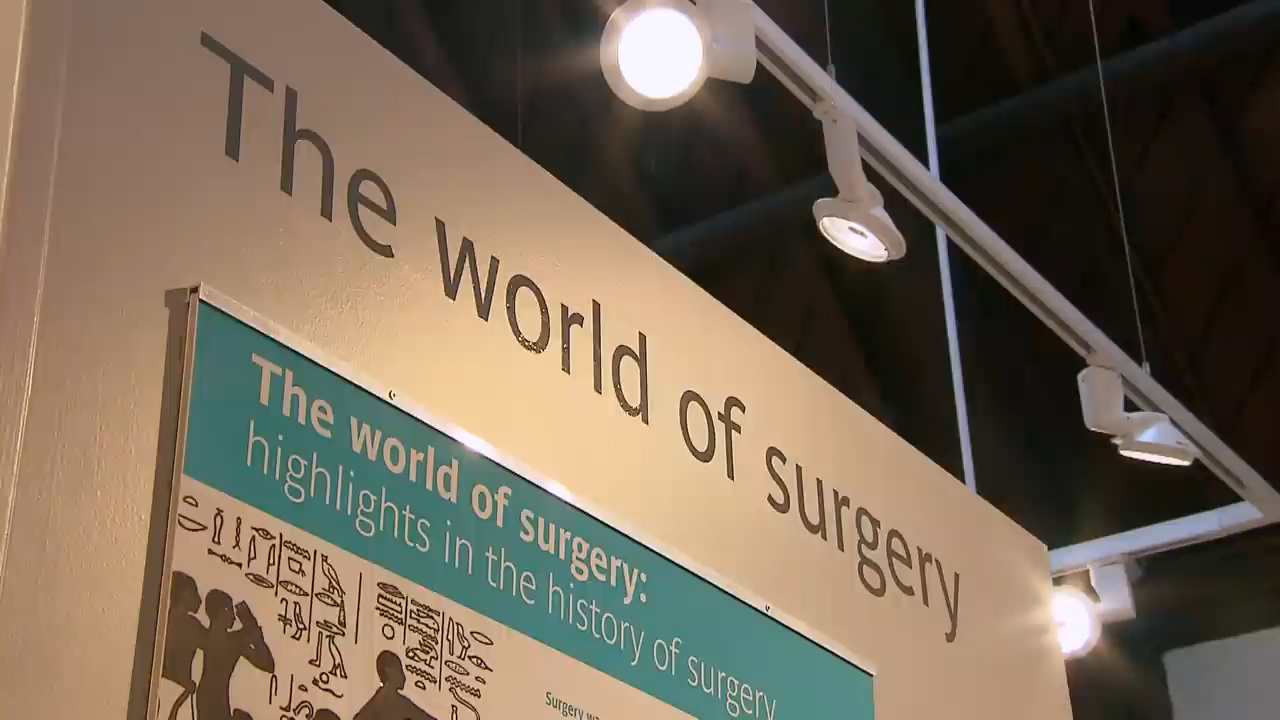 The world of surgery
The world of surgery:
highlights in the history of surgery
Surgery